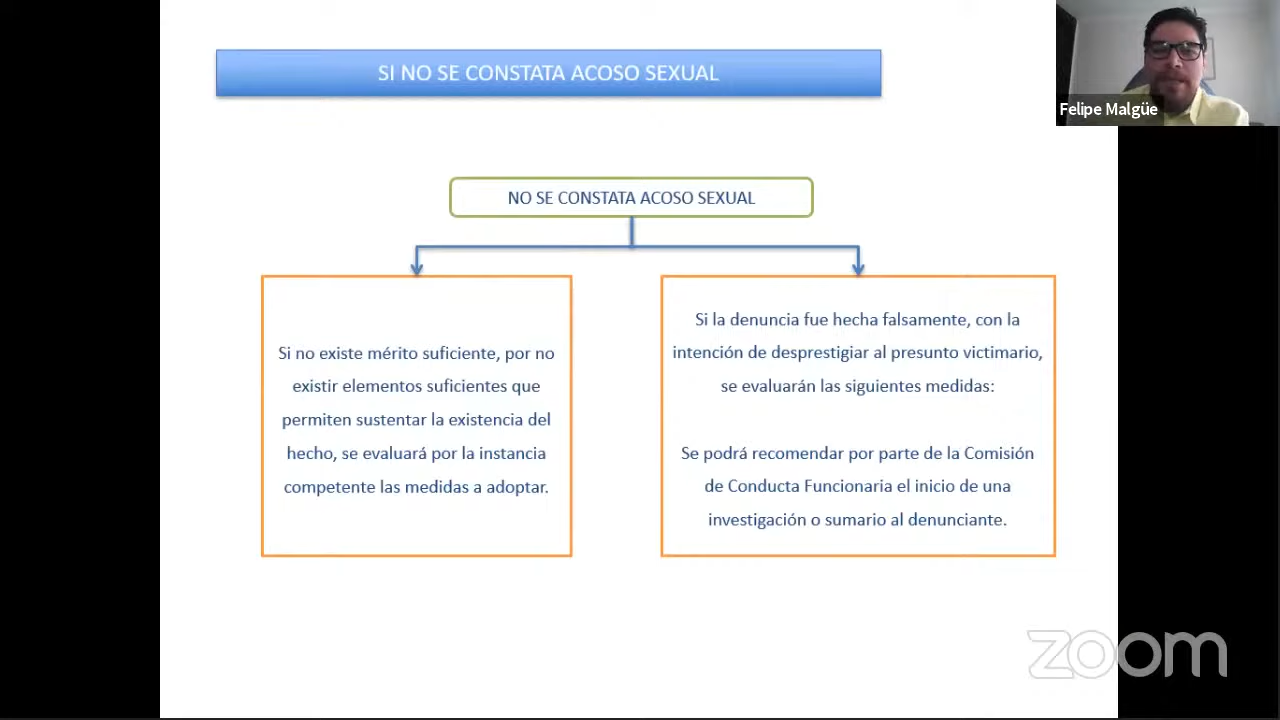 SI NO SE CONSTATA ACOSO SEXUAL
Felipe Malgüe
NO SE CONSTATA ACOSO SEXUAL
Si no existe mérito suficiente, por no
existir elementos suficientes que
permiten sustentar la existencia del
hecho, se evaluará por la instancia
competente las medidas a adoptar.
Si la denuncia fue hecha falsamente, con la
intención de desprestigiar al presunto victimario,
se evaluarán las siguientes medidas:
Se podrá recomendar por parte de la Comisión
de Conducta Funcionaria el inicio de una
investigación o sumario al denunciante.
zoom